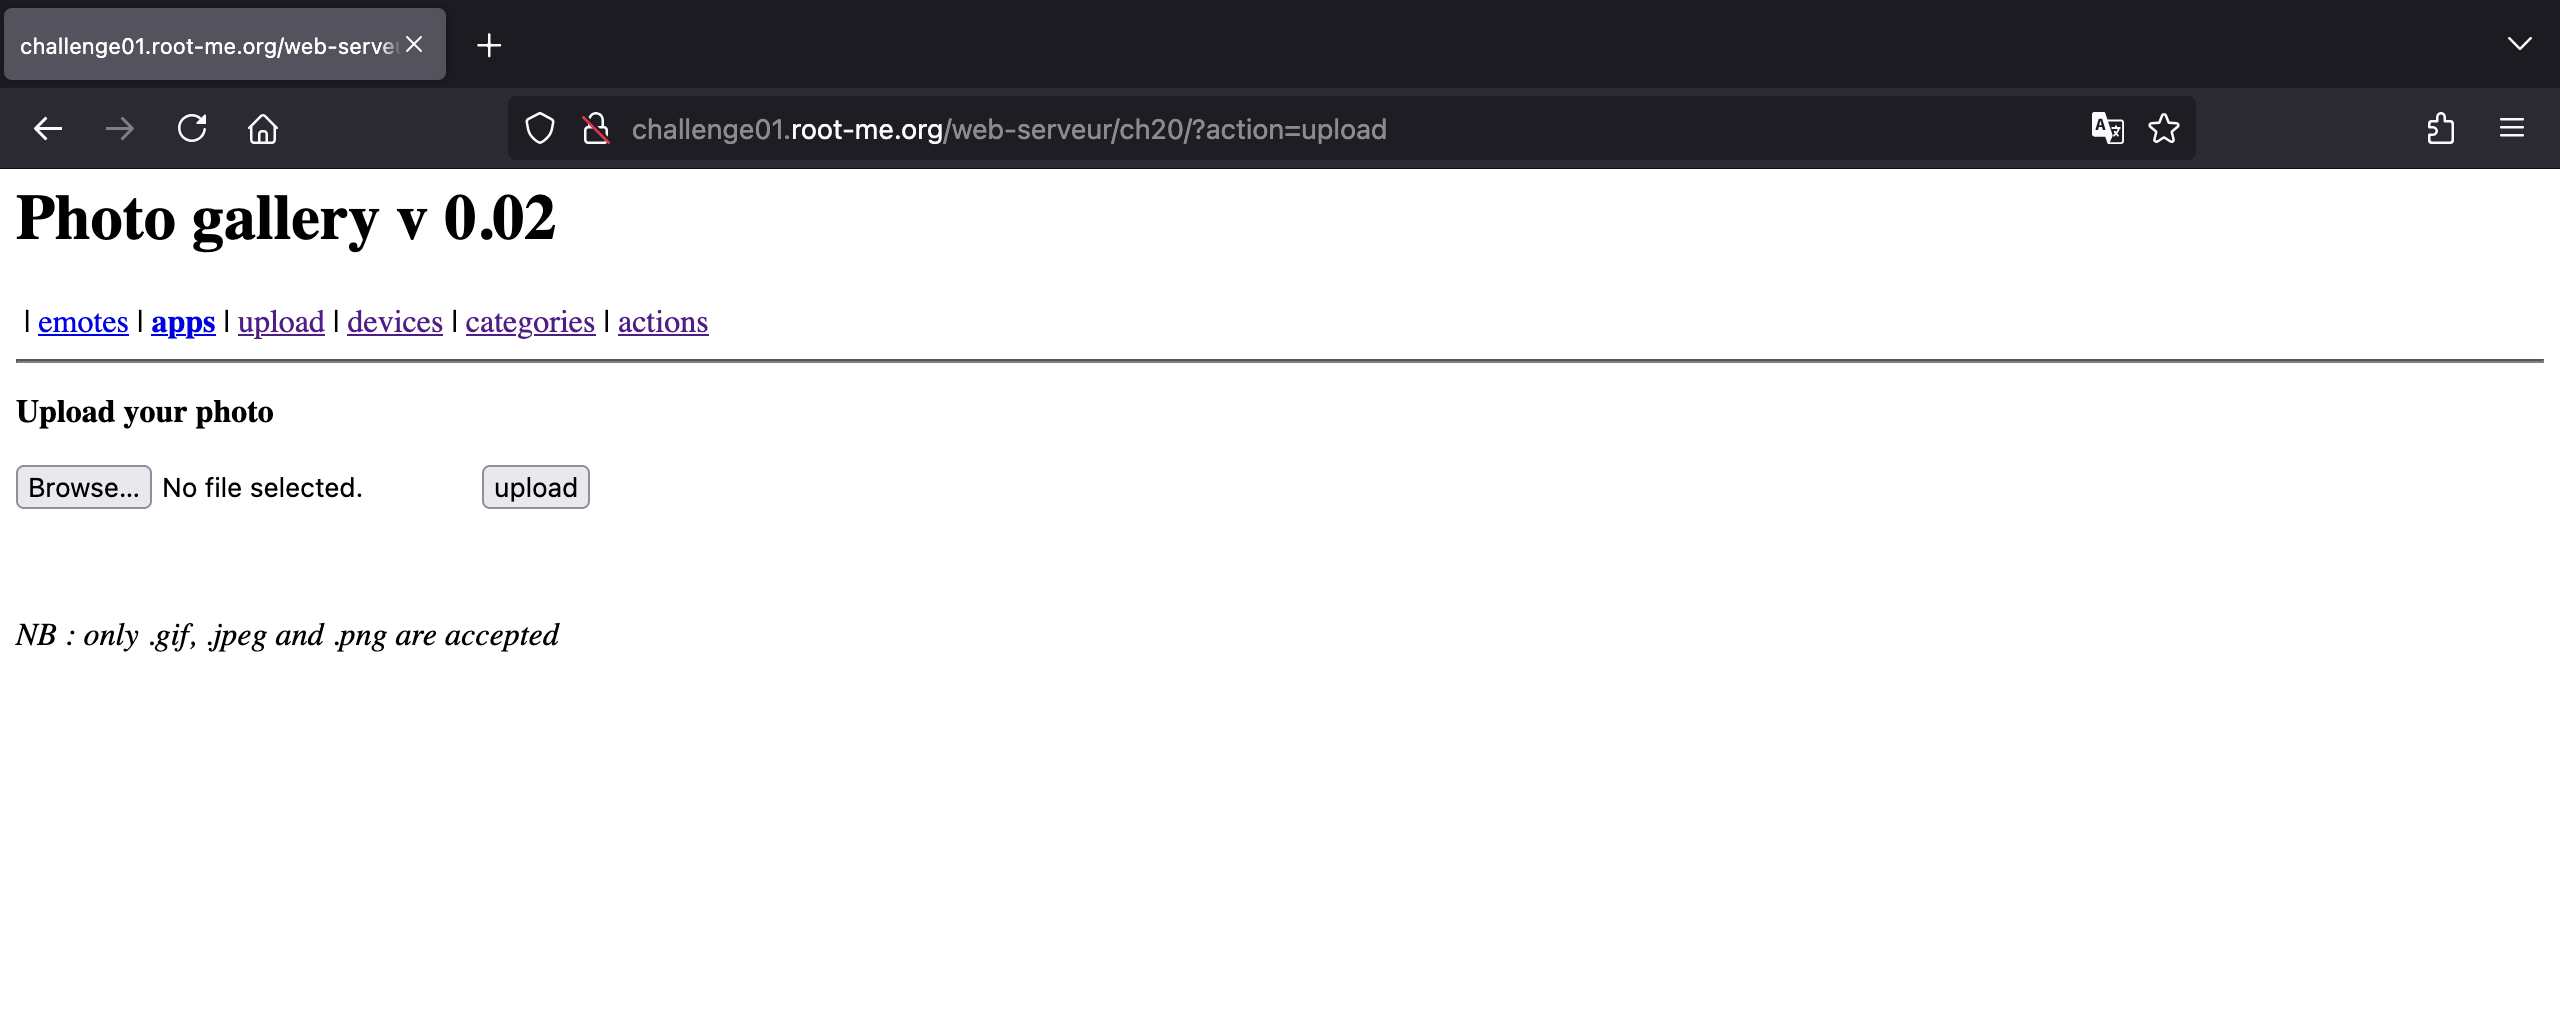 challenge01.root-me.org/web-serve
challenge01.root-me.org/web-serveur/ch20/?action=upload
Photo gallery v 0.02
| emotes | apps | upload | devices | categories | actions
Upload your photo
Browse... No file selected. upload
NB : only .gif, .jpeg and .png are accepted